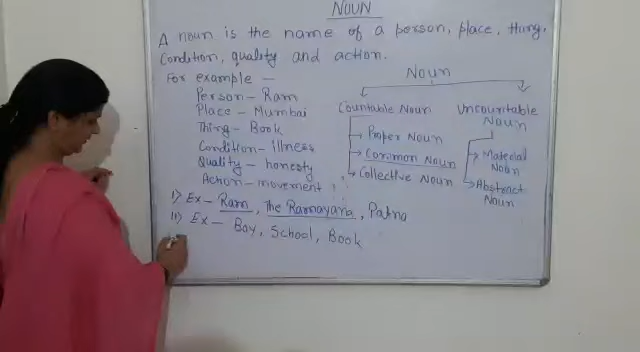 NOUN
A noun is the name of a person, place, thing,
Condition, quality and action.
For example —
Person - Ram
Place - Mumbai
Thing - Book
Condition - Illness
Quality - honesty
Action - movement
Noun
Countable Noun
→ Proper Noun
→ Common Noun
→ Collective Noun
Uncountable
Noun
→ Material
Noun
→ Abstract
Noun
i) Ex - Ram, The Ramayana, Patna
ii) Ex - Boy, School, Book